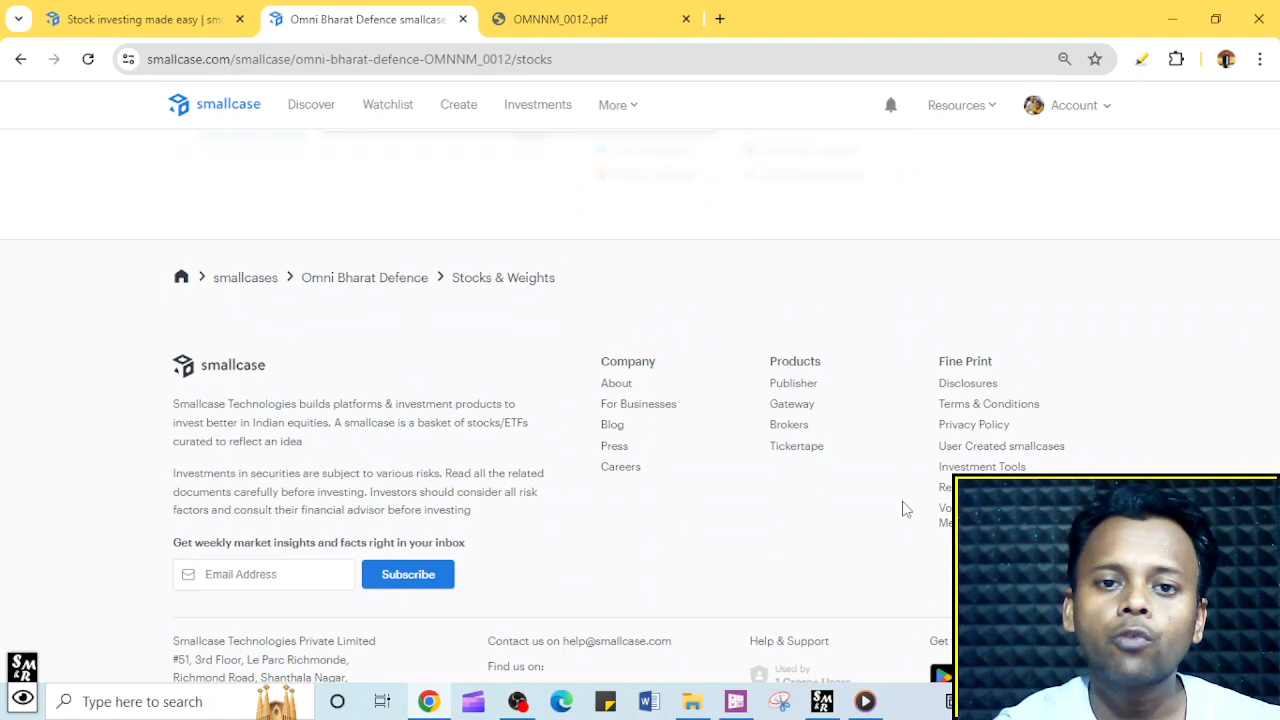 Stock investing made easy | sm
Omni Bharat Defence smallcase
OMNNM_0012.pdf
smallcase.com/smallcase/omni-bharat-defence-OMNNM_0012/stocks
smallcase
Discover
Watchlist
Create
Investments
More
Resources
Account
smallcases
Omni Bharat Defence
Stocks & Weights
smallcase
Smallcase Technologies builds platforms & investment products to
invest better in Indian equities. A smallcase is a basket of stocks/ETFs
curated to reflect an idea
Investments in securities are subject to various risks. Read all the related
documents carefully before investing. Investors should consider all risk
factors and consult their financial advisor before investing
Get weekly market insights and facts right in your inbox
Email Address
Subscribe
Company
About
For Businesses
Blog
Press
Careers
Products
Publisher
Gateway
Brokers
Tickertape
Fine Print
Disclosures
Terms & Conditions
Privacy Policy
User Created smallcases
Investment Tools
Re
Vo
Me
Smallcase Technologies Private Limited
#51, 3rd Floor, Le Parc Richmonde,
Richmond Road, Shanthala Nagar,
Contact us on help@smallcase.com
Find us on:
Help & Support
Used by
Get
SM
&R
Type here to search
SM
&R